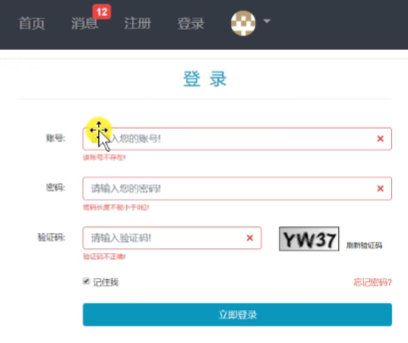 首页 消息 12 注册 登录
登 录
账号: 请输入您的账号!
该账号不存在!
密码: 请输入您的密码!
密码长度不能小于6位!
验证码: 请输入验证码! YW37 刷新验证码
验证码不正确!
记住我 忘记密码?
立即登录